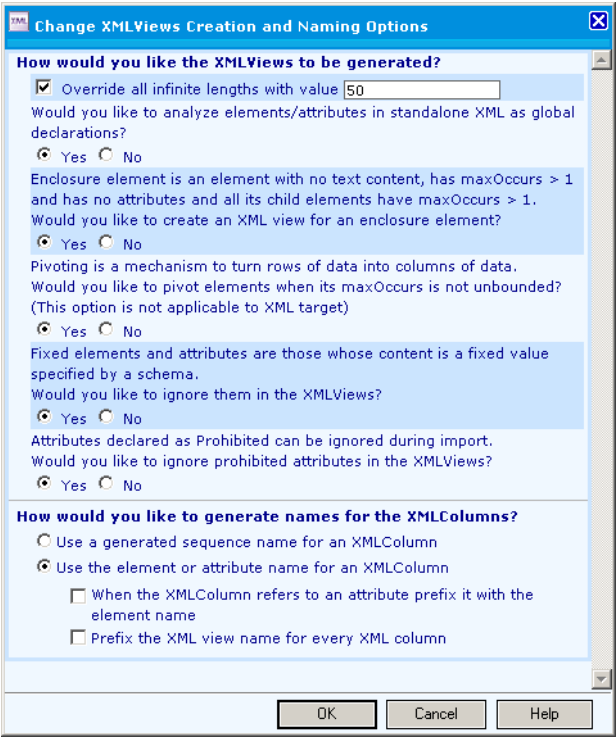 XML
Change XMLViews Creation and Naming Options
How would you like the XMLViews to be generated?
Override all infinite lengths with value 50
Would you like to analyze elements/attributes in standalone XML as global
declarations?
Yes No
Enclosure element is an element with no text content, has maxOccurs > 1
and has no attributes and all its child elements have maxOccurs > 1.
Would you like to create an XML view for an enclosure element?
Yes No
Pivoting is a mechanism to turn rows of data into columns of data.
Would you like to pivot elements when its maxOccurs is not unbounded?
(This option is not applicable to XML target)
Yes No
Fixed elements and attributes are those whose content is a fixed value
specified by a schema.
Would you like to ignore them in the XMLViews?
Yes No
Attributes declared as Prohibited can be ignored during import.
Would you like to ignore prohibited attributes in the XMLViews?
Yes No
How would you like to generate names for the XMLColumns?
Use a generated sequence name for an XMLColumn
Use the element or attribute name for an XMLColumn
When the XMLColumn refers to an attribute prefix it with the
element name
Prefix the XML view name for every XML column
OK Cancel Help